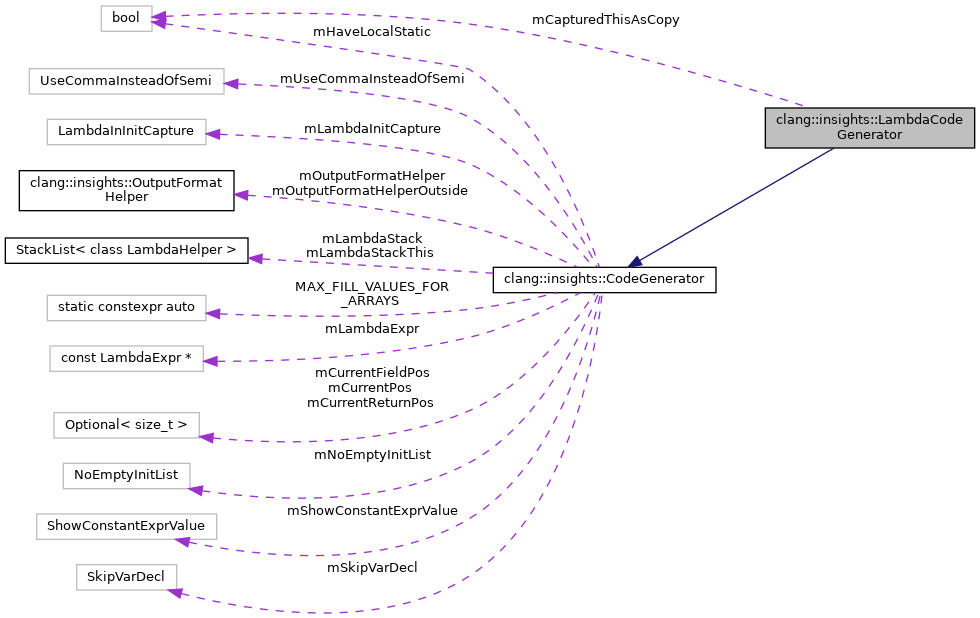 bool
mCapturedThisAsCopy
mHaveLocalStatic
UseCommaInsteadOfSemi
mUseCommaInsteadOfSemi
clang::insights::LambdaCode
Generator
LambdaInInitCapture
mLambdaInitCapture
clang::insights::OutputFormat
Helper
mOutputFormatHelper
mOutputFormatHelperOutside
StackList< class LambdaHelper >
mLambdaStack
mLambdaStackThis
clang::insights::CodeGenerator
static constexpr auto
MAX_FILL_VALUES_FOR
_ARRAYS
const LambdaExpr *
mLambdaExpr
Optional< size_t >
mCurrentFieldPos
mCurrentPos
mCurrentReturnPos
NoEmptyInitList
mNoEmptyInitList
ShowConstantExprValue
mShowConstantExprValue
SkipVarDecl
mSkipVarDecl